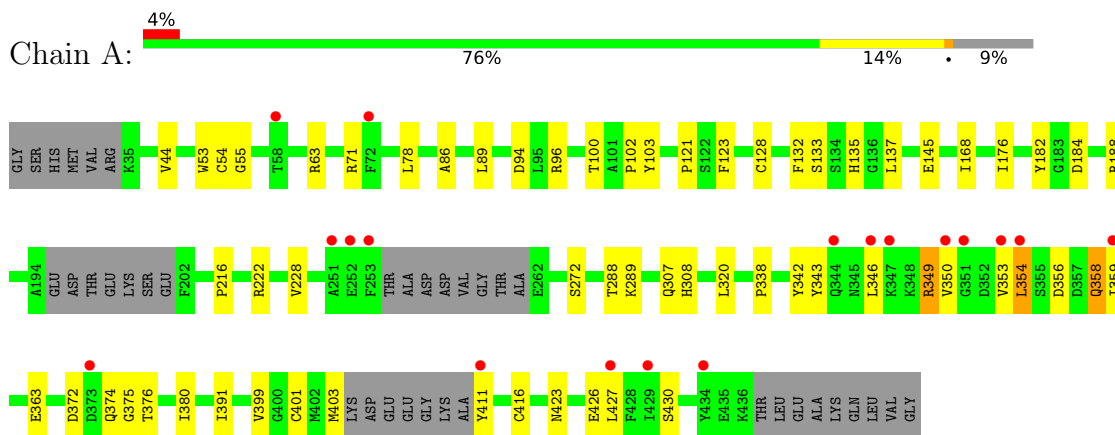 4%
Chain A:
76% 14% • 9%
GLY SER HIS MET VAL ARG K35 V44 W53 C54 G55 T58 R63 R71 F72 L78 A86 L89 D94 L95 R96 T100 A101 P102 Y103 P121 S122 F123 C128 F132 S133 S134 H135 G136 L137 E145 I168 I176 Y182 G183 D184
A194 GLU ASP THR GLU LYS SER GLU F202 P216 R222 V228 A251 E252 F253 THR ALA ASP ASP VAL GLY THR ALA E262 S272 T288 K289 Q307 H308 L320 P338 Y342 Y343 Q344 N345 L346 K347 K348 R349 V350 G351 D352 V353 L354 S355 D356 D357 Q358
E363 D372 D373 Q374 G375 T376 I380 I391 V399 G400 C401 M402 M403 LYS ASP GLU GLU GLY LYS ALA Y411 C416 N423 E426 L427 F428 I429 S430 Y434 E435 K436 THR LEU GLU ALA LYS GLN LEU VAL GLY